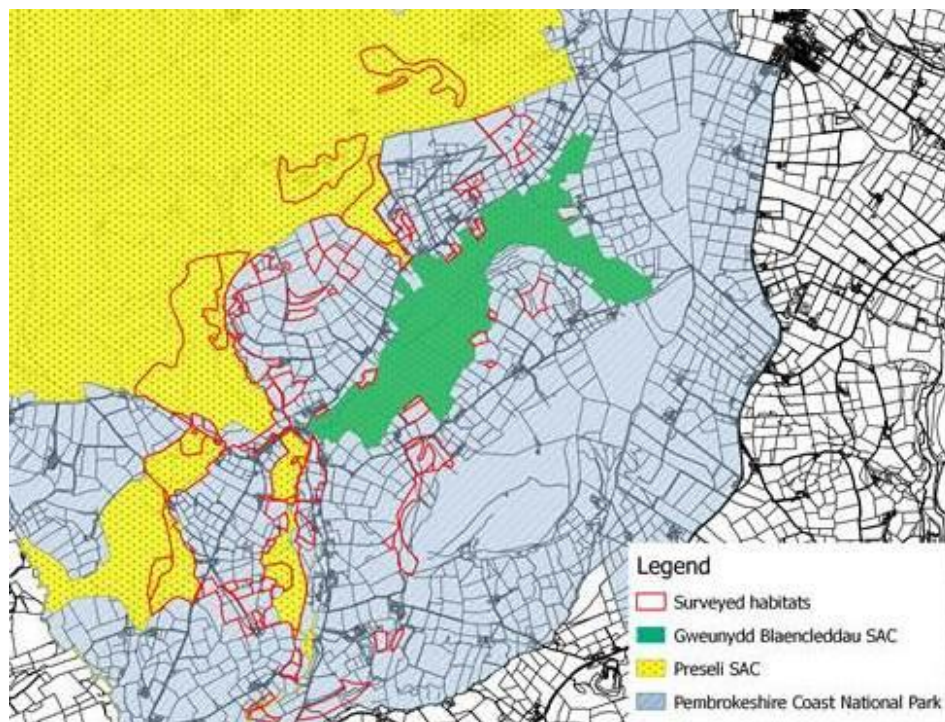 Legend
Surveyed habitats
Gweunydd Blaencleddau SAC
Preseli SAC
Pembrokeshire Coast National Park